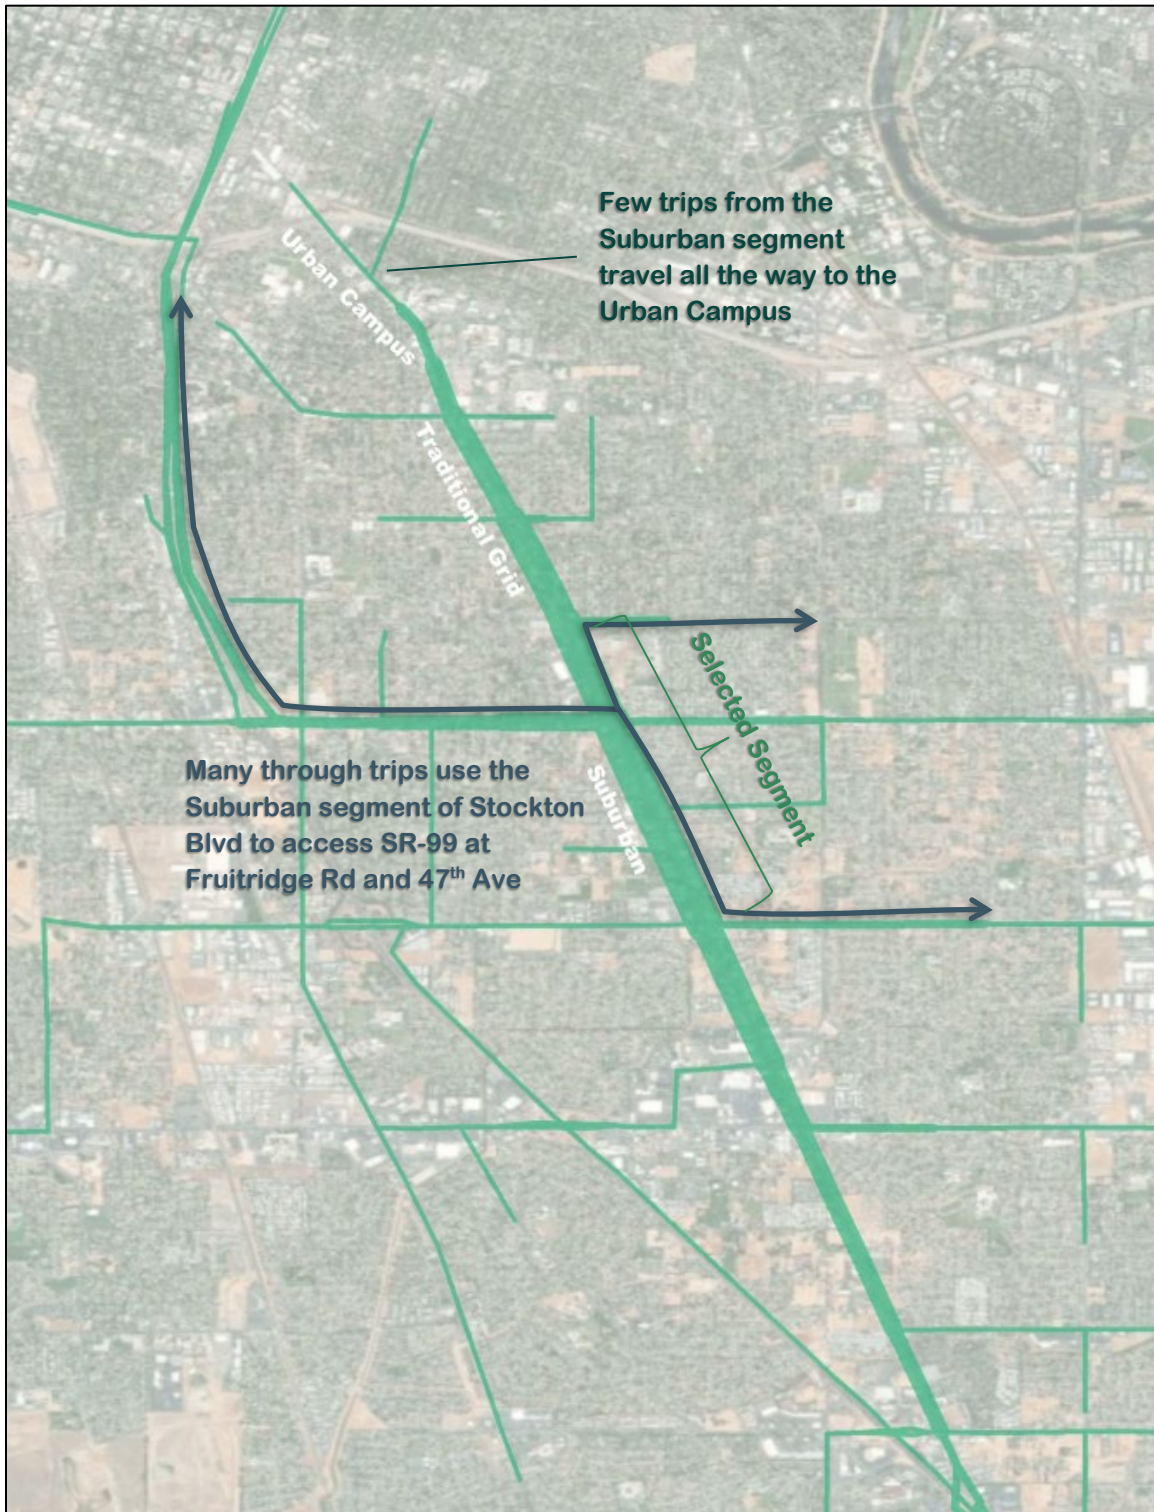 Few trips from the
Suburban segment
travel all the way to the
Urban Campus
Urban Campus
Traditional Grid
Selected Segment
Suburban
Many through trips use the
Suburban segment of Stockton
Blvd to access SR-99 at
Fruitridge Rd and 47th Ave